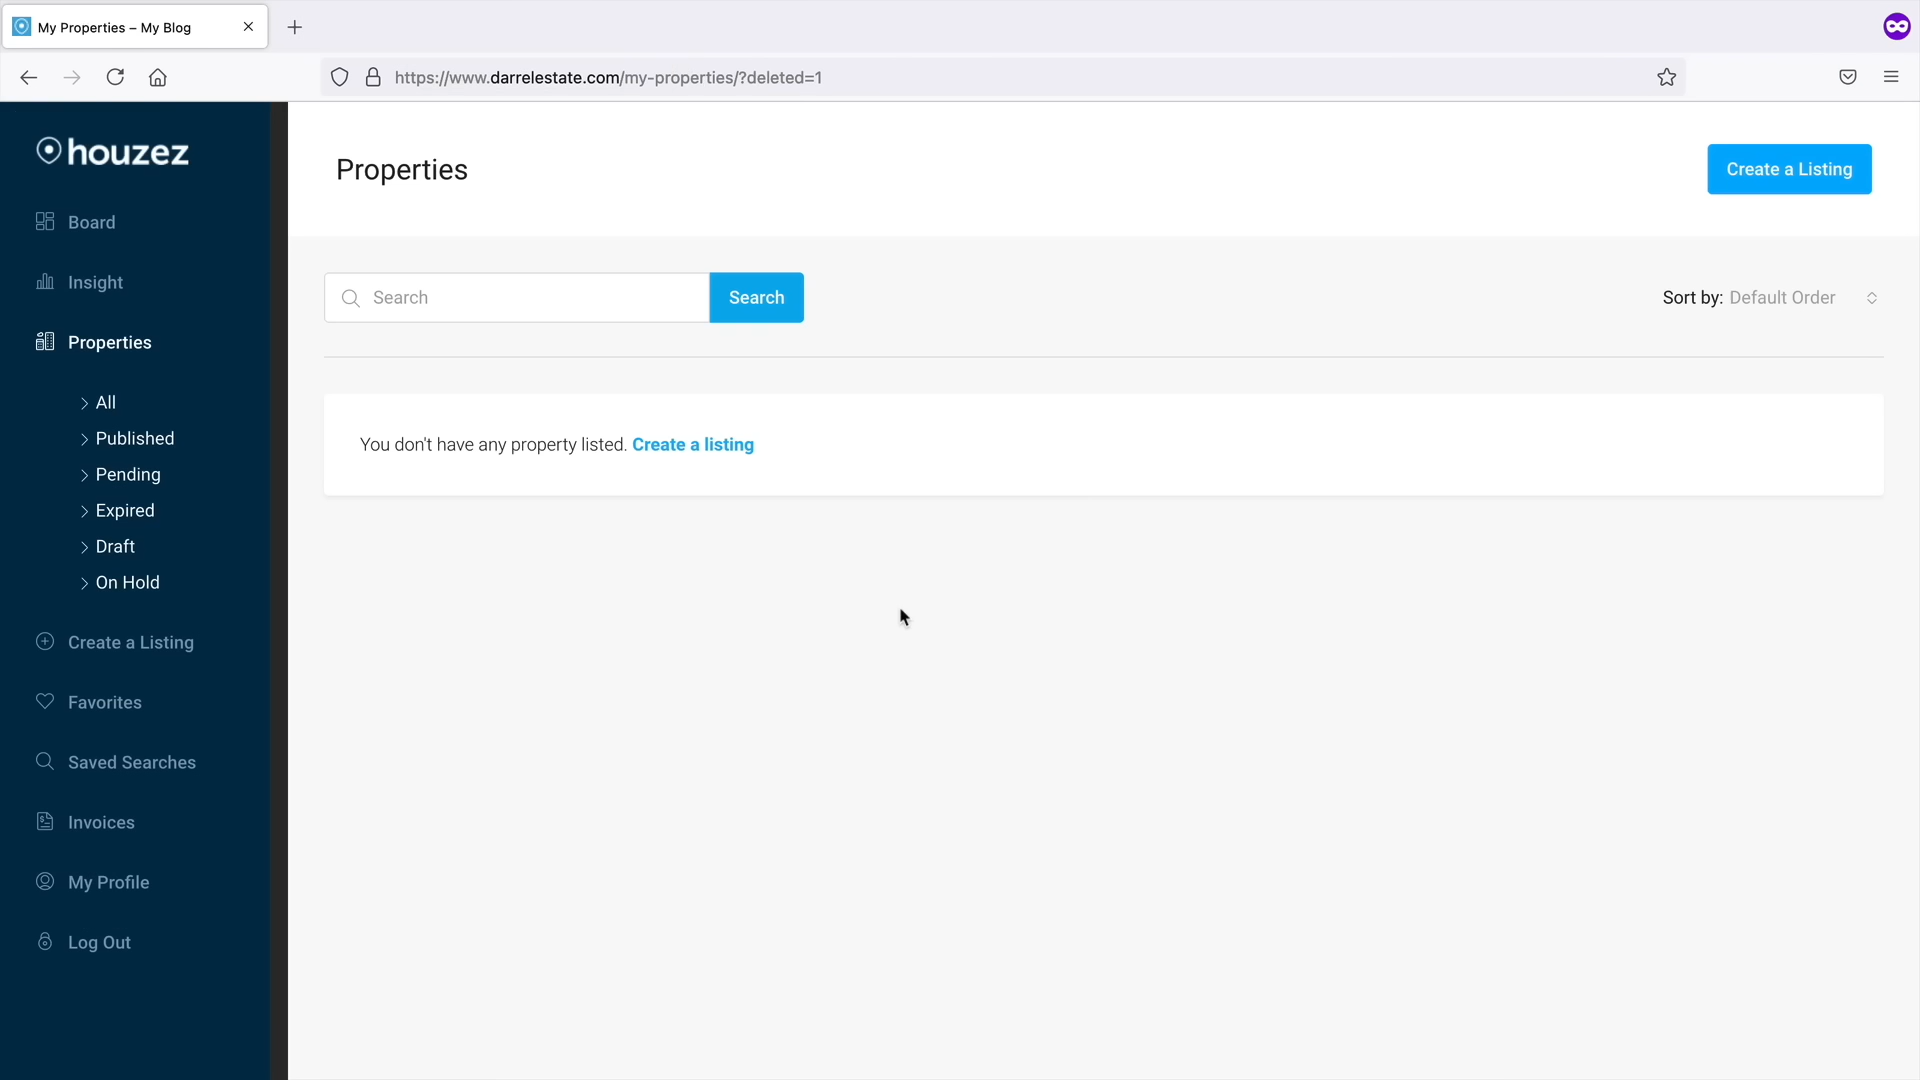 My Properties – My Blog
https://www.darrelestate.com/my-properties/?deleted=1
houzez
Board
Insight
Properties
All
Published
Pending
Expired
Draft
On Hold
Create a Listing
Favorites
Saved Searches
Invoices
My Profile
Log Out
Properties
Create a Listing
Search
Search
Sort by: Default Order
You don't have any property listed. Create a listing